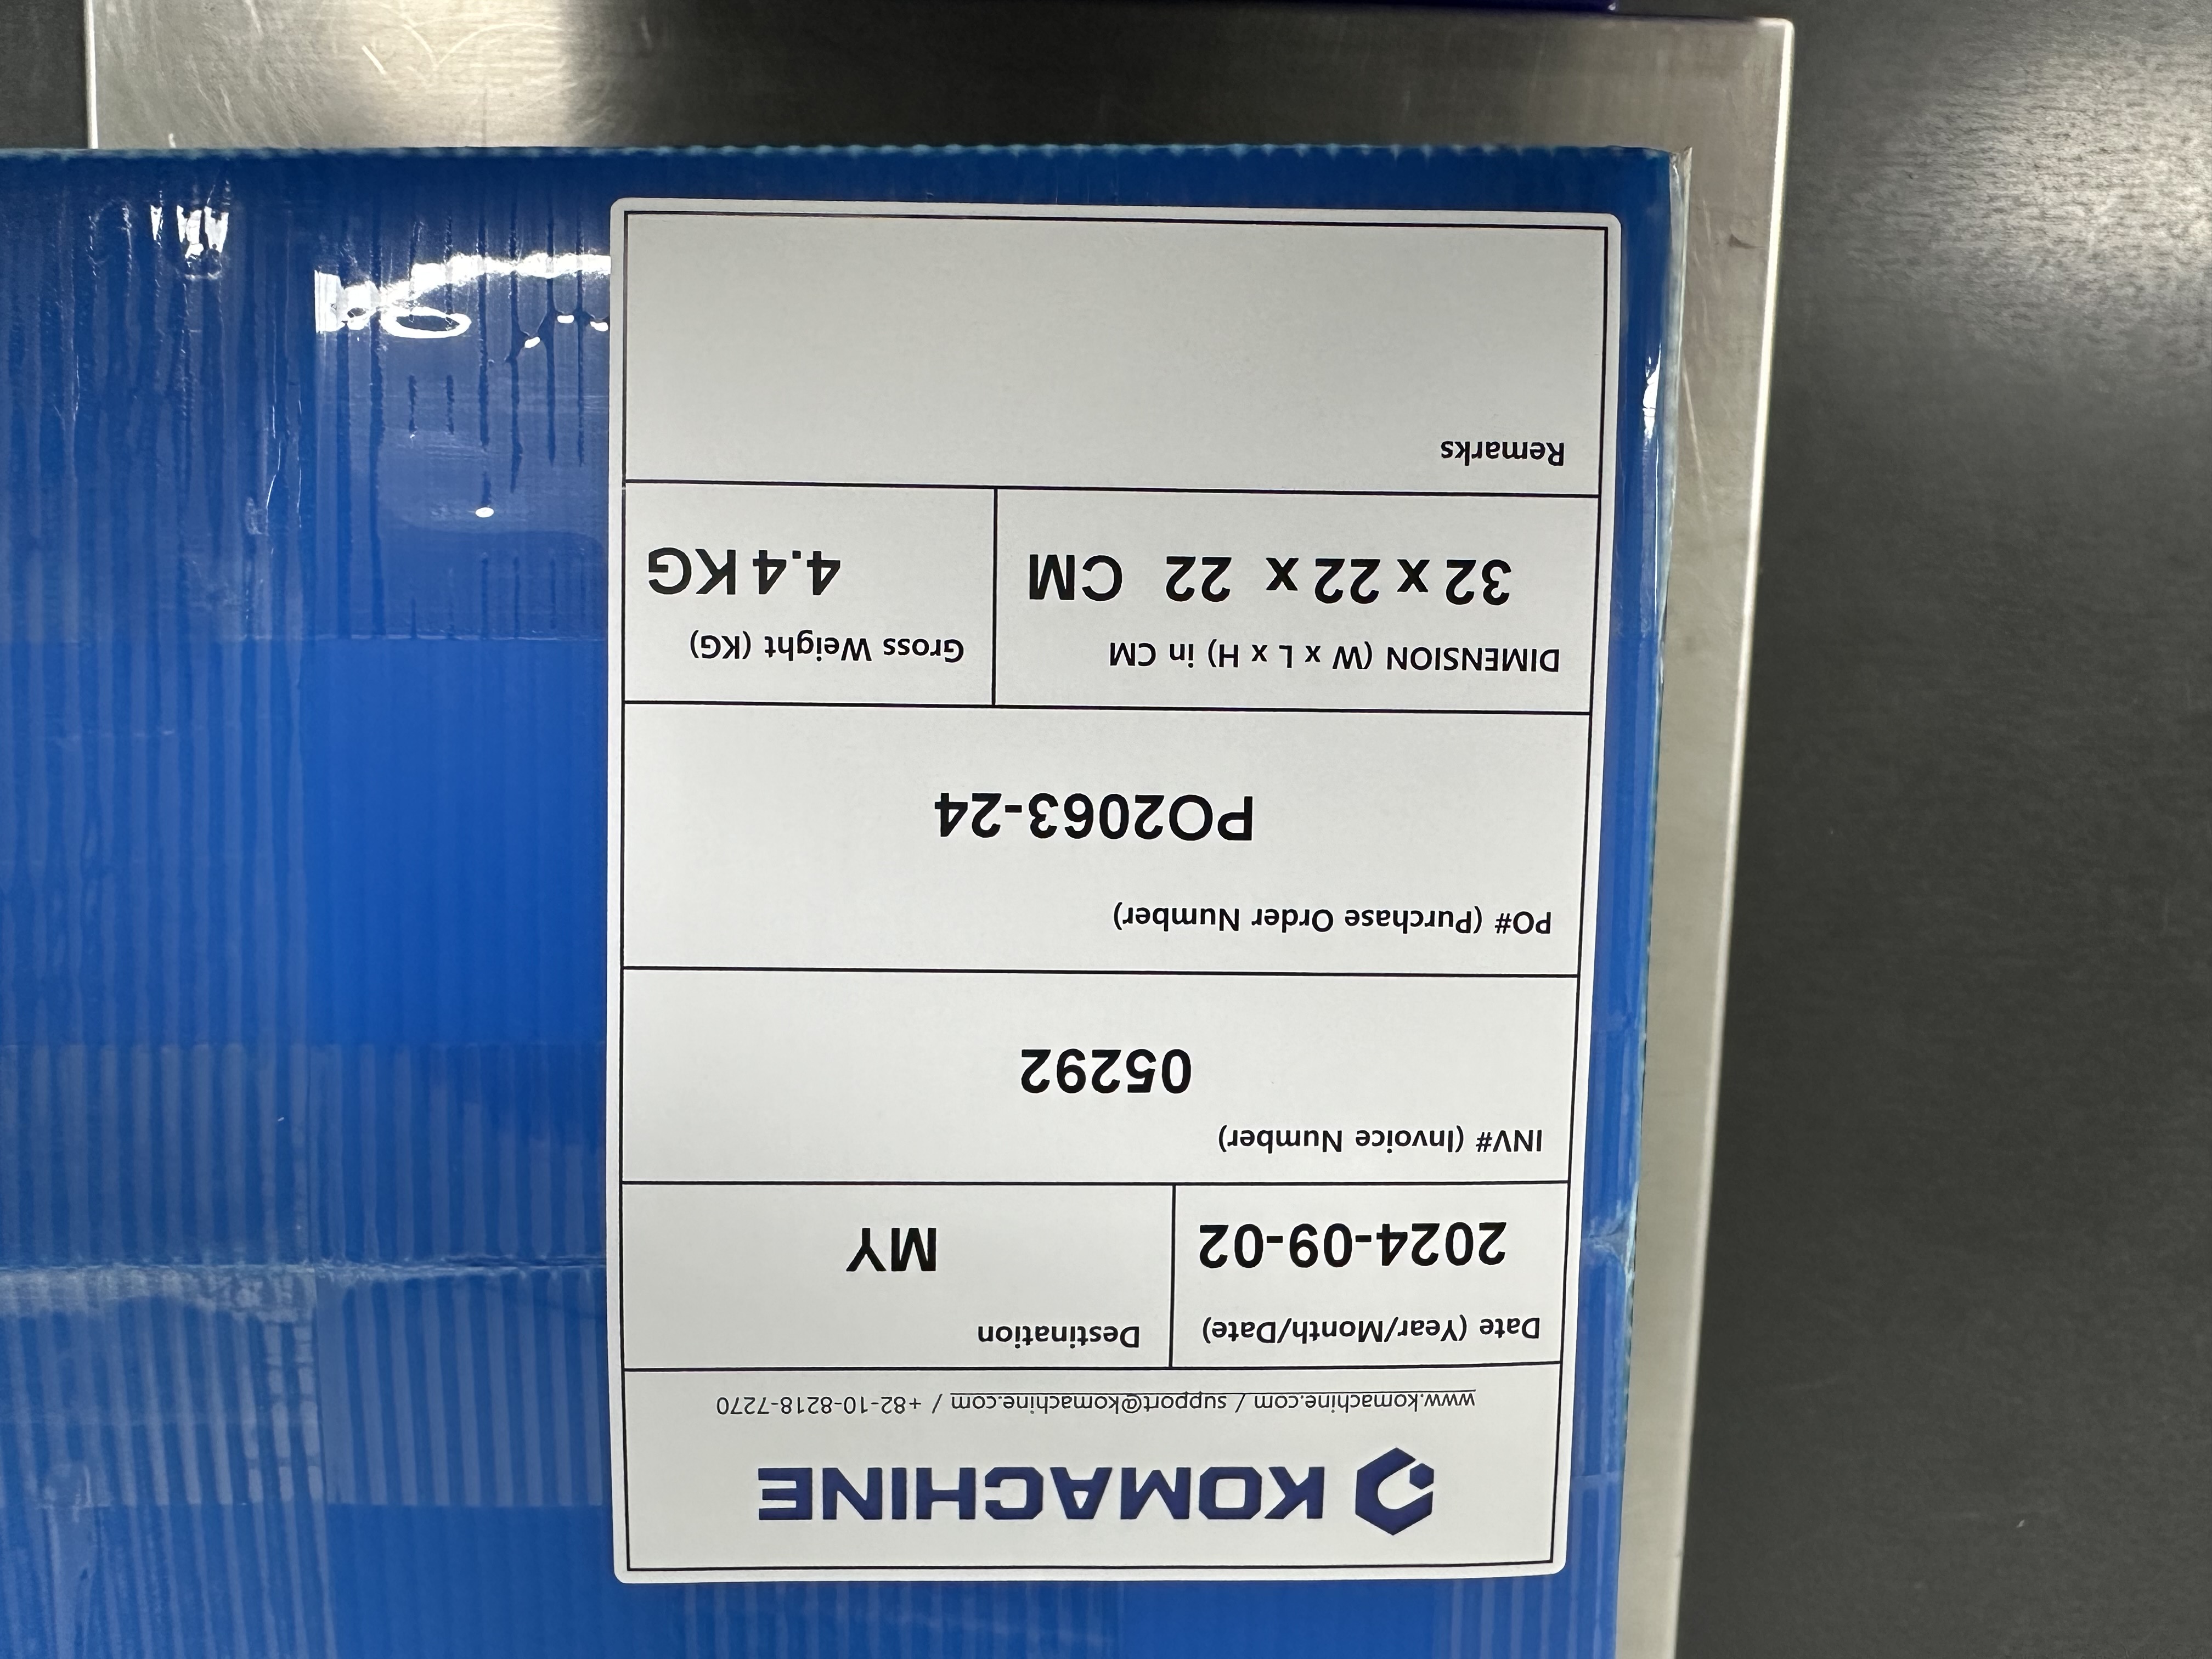 KOMACHINE
www.komachine.com / support@komachine.com / +82-10-8218-7270
Date (Year/Month/Date)
2024-09-02
Destination
MY
INV# (Invoice Number)
05292
PO# (Purchase Order Number)
PO2063-24
DIMENSION (W x L x H) in CM
32 x 22 x 22 CM
Gross Weight (KG)
4.4 KG
Remarks